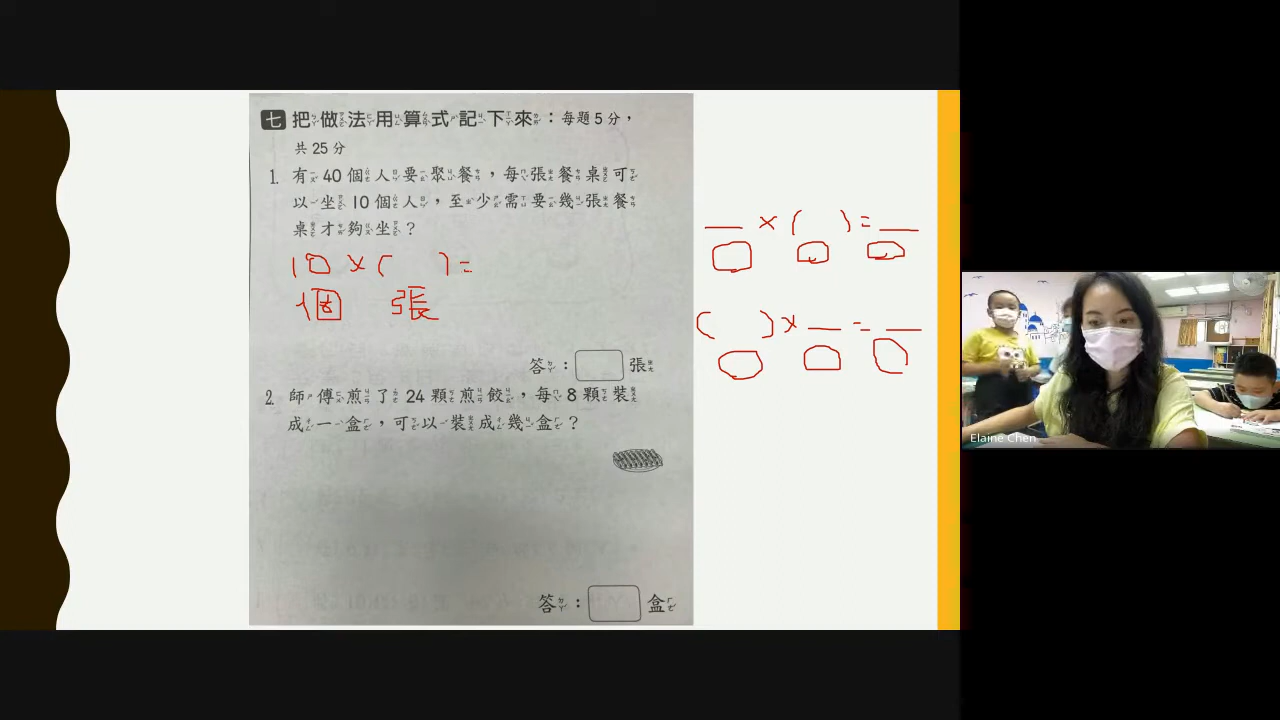 七 把做法用算式記下來：每題5分，
共25分
1. 有40個人要聚餐，每張餐桌可
以坐10個人，至少需要幾張餐
桌才夠坐？
10×( )=
個 張
答：張
2. 師傅煎了24顆煎餃，每8顆裝
成一盒，可以裝成幾盒？
答：盒
__×( )=__
( )×__=__
Elaine Chen